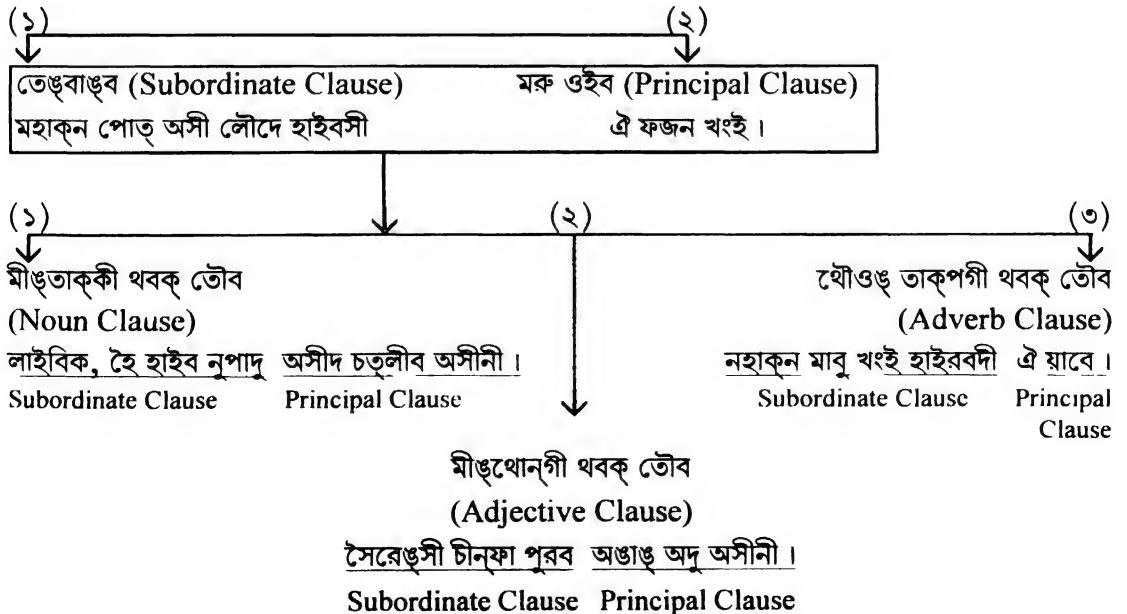 (১) (২)
তেঙ্‌বাঙ্‌ব (Subordinate Clause) মরু ওইব (Principal Clause)
মহাক্‌ন পোত্ অসী লৌদে হাইবসী ঐ ফজন খংই ।
(১) (২) (৩)
মীঙ্‌তাক্‌কী থবক্ তৌব
(Noun Clause)
লাইবিক, হৈ হাইব নুপাদু অসীদ চত্‌লীব অসীনী ।
Subordinate Clause Principal Clause
থৌওঙ্ তাক্‌পগী থবক্ তৌব
(Adverb Clause)
নহাক্‌ন মাবু খংই হাইরবদী ঐ য়াবে ।
Subordinate Clause Principal
Clause
মীঙ্‌থোন্‌গী থবক্ তৌব
(Adjective Clause)
সৈরেঙ্‌সী চীন্‌ফা পুরব অঙাঙ্ অদু অসীনী ।
Subordinate Clause Principal Clause